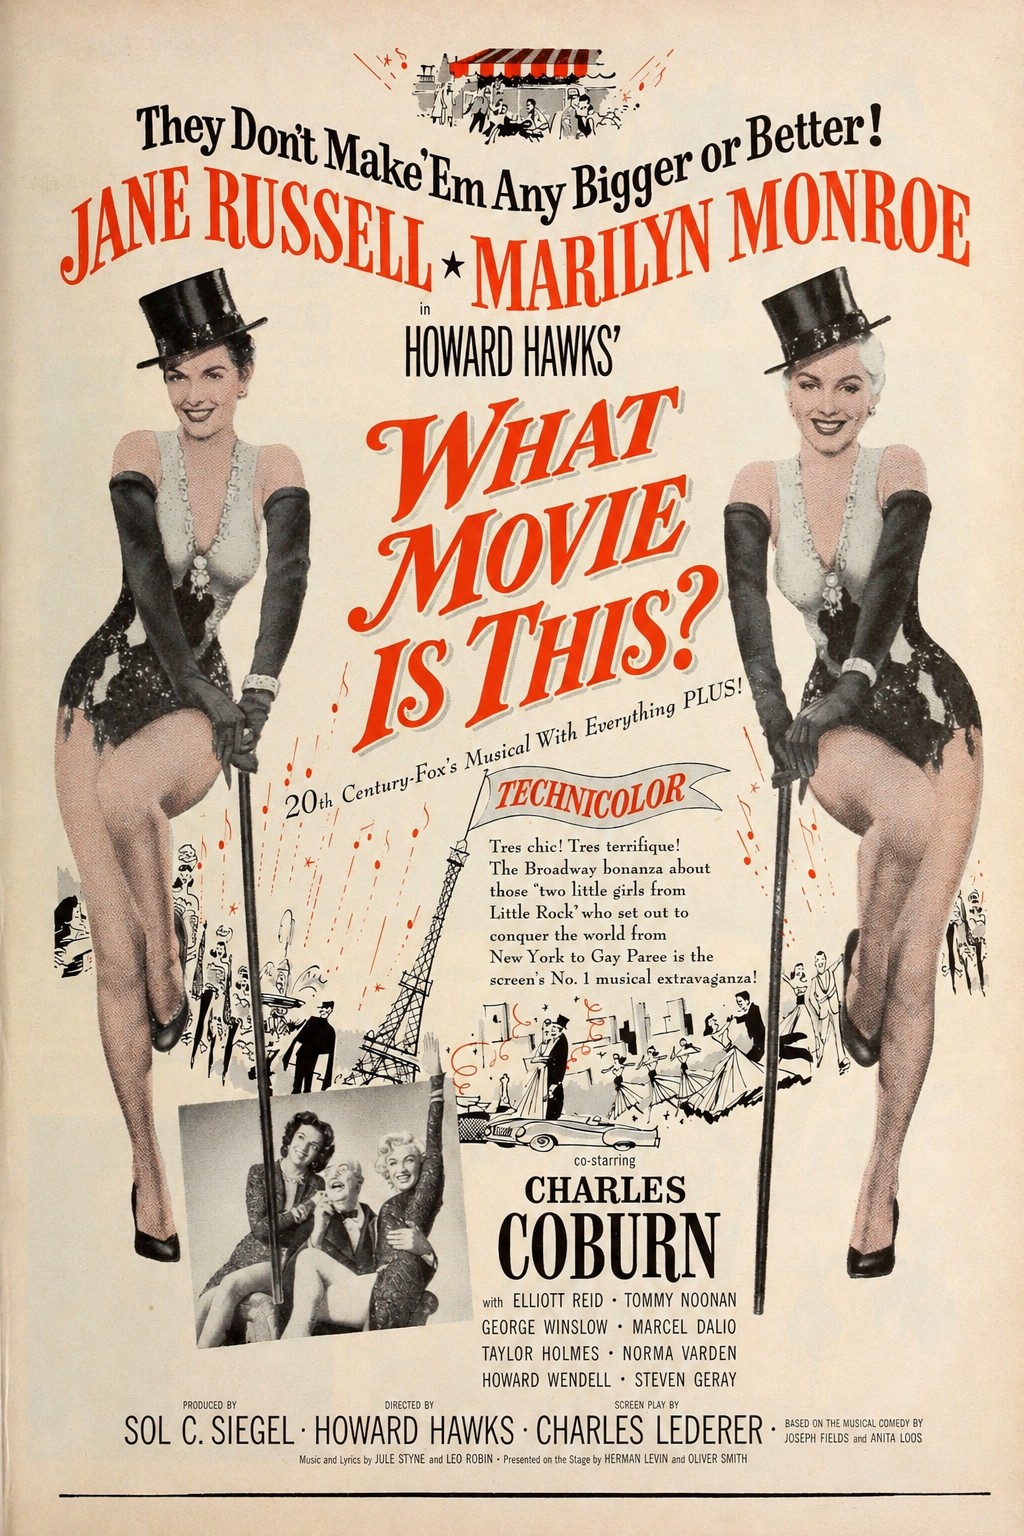 They Don't Make 'Em Any Bigger or Better!
JANE RUSSELL ★ MARILYN MONROE
in
HOWARD HAWKS'
WHAT
MOVIE
IS THIS?
20th Century-Fox's Musical With Everything PLUS!
TECHNICOLOR
Tres chic! Tres terrifique!
The Broadway bonanza about
those "two little girls from
Little Rock' who set out to
conquer the world from
New York to Gay Paree is the
screen's No. 1 musical extravaganza!
co-starring
CHARLES
COBURN
with ELLIOTT REID • TOMMY NOONAN
GEORGE WINSLOW • MARCEL DALIO
TAYLOR HOLMES • NORMA VARDEN
HOWARD WENDELL • STEVEN GERAY
PRODUCED BY
SOL C. SIEGEL •
DIRECTED BY
HOWARD HAWKS •
SCREEN PLAY BY
CHARLES LEDERER •
BASED ON THE MUSICAL COMEDY BY
JOSEPH FIELDS and ANITA LOOS
Music and Lyrics by JULE STYNE and LEO ROBIN • Presented on the Stage by HERMAN LEVIN and OLIVER SMITH